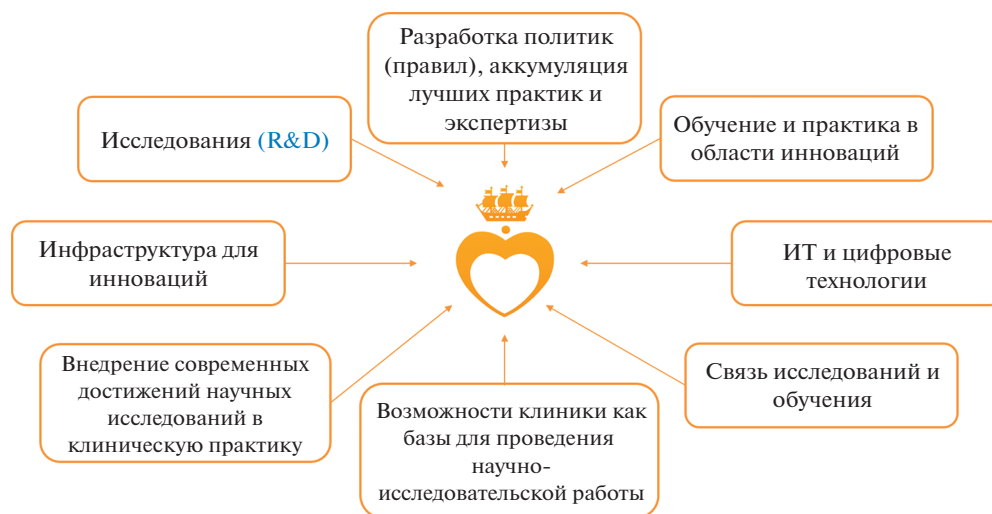 Разработка политик
(правил), аккумуляция
лучших практик и
экспертизы
Исследования (R&D)
Обучение и практика в
области инноваций
Инфраструктура для
инноваций
ИТ и цифровые
технологии
Внедрение современных
достижений научных
исследований в
клиническую практику
Возможности клиники как
базы для проведения
научно-
исследовательской работы
Связь исследований и
обучения